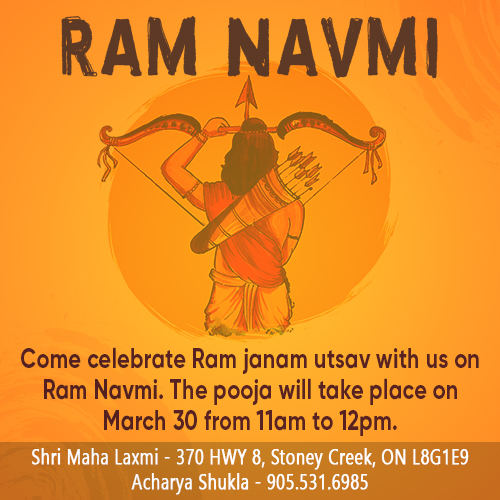 RAM NAVMI
Come celebrate Ram janam utsav with us on
Ram Navmi. The pooja will take place on
March 30 from 11am to 12pm.
Shri Maha Laxmi - 370 HWY 8, Stoney Creek, ON L8G1E9
Acharya Shukla - 905.531.6985